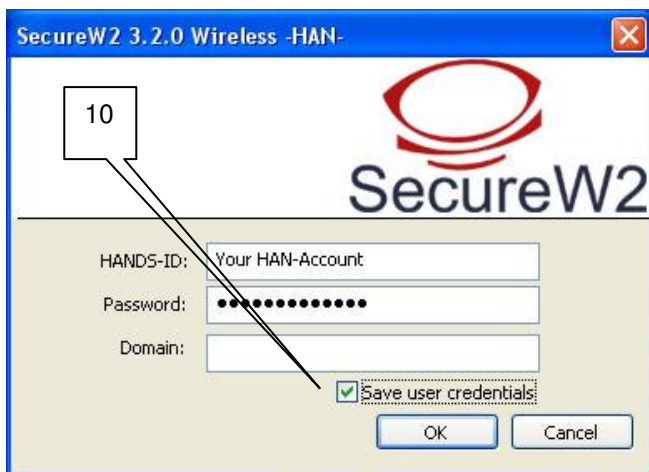 SecureW2 3.2.0 Wireless -HAN-
10
SecureW2
HANDS-ID: Your HAN-Account
Password: •••••••••••••
Domain:
Save user credentials
OK Cancel